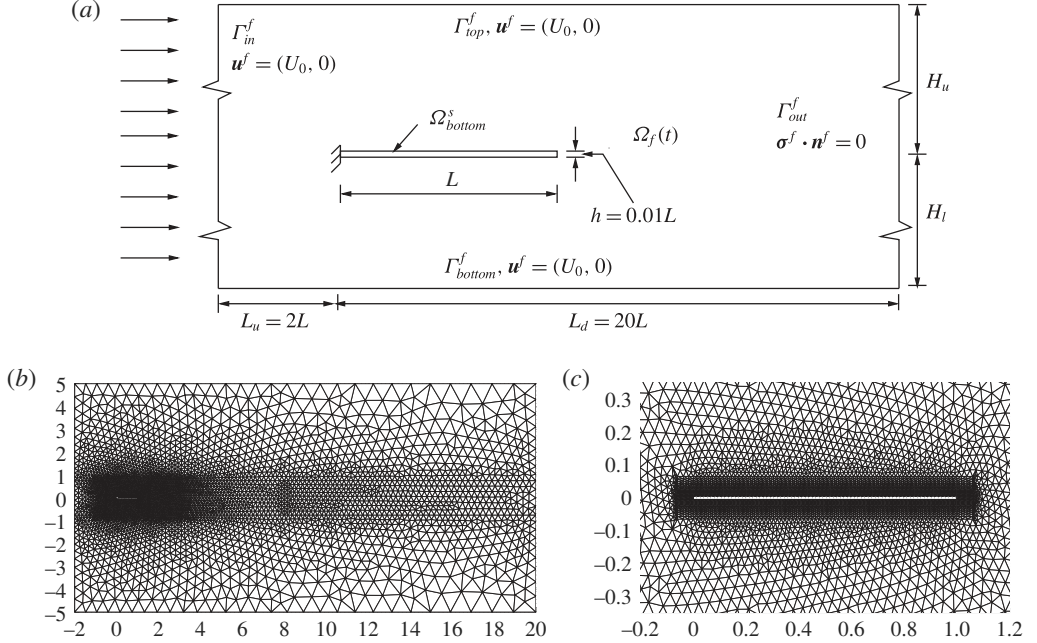 (a)
Γ^f_in
u^f = (U_0, 0)
Γ^f_top, u^f = (U_0, 0)
H_u
Ω^s_bottom
Ω_f(t)
Γ^f_out
σ^f · n^f = 0
L
h = 0.01L
H_l
Γ^f_bottom, u^f = (U_0, 0)
L_u = 2L
L_d = 20L
(b)
5
4
3
2
1
0
–1
–2
–3
–4
–5
–2 0 2 4 6 8 10 12 14 16 18 20
(c)
0.3
0.2
0.1
0
–0.1
–0.2
–0.3
–0.2 0 0.2 0.4 0.6 0.8 1.0 1.2